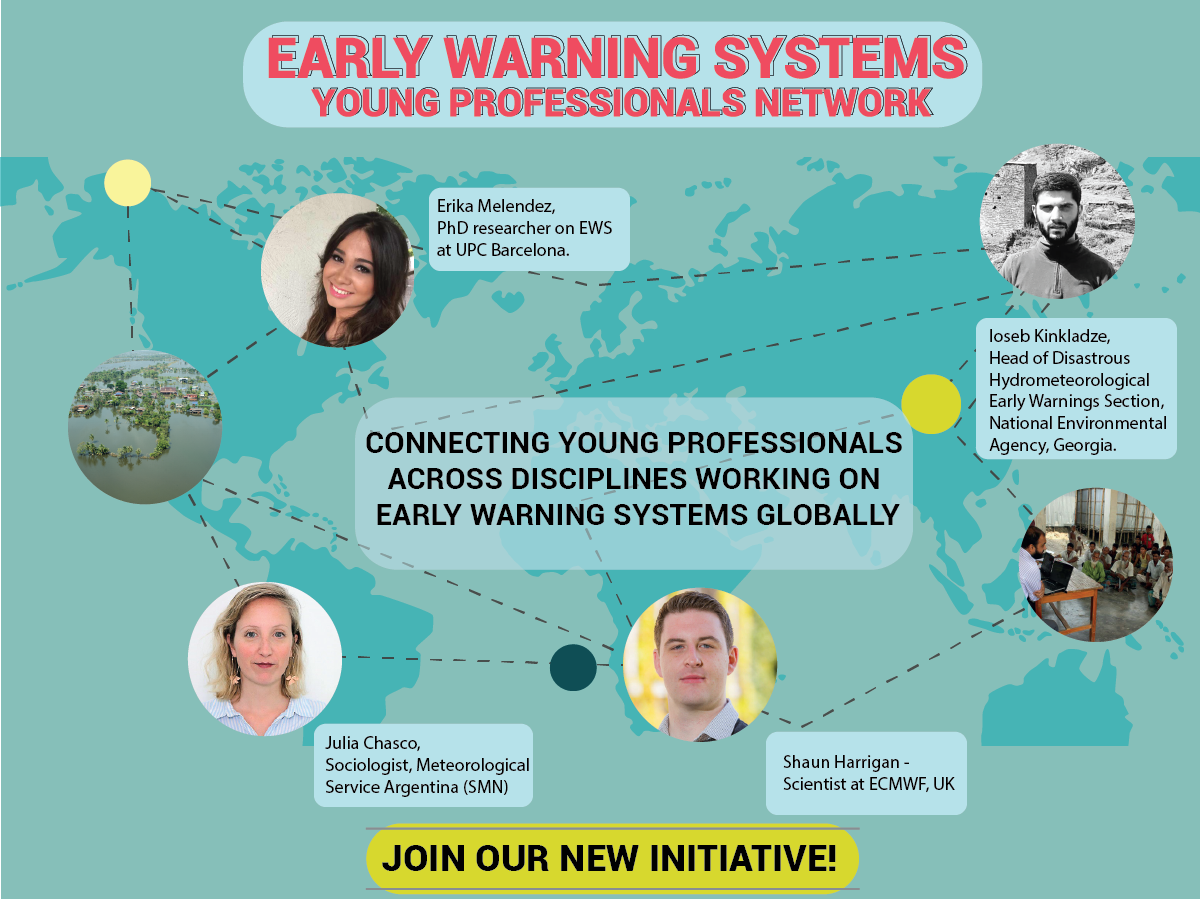 EARLY WARNING SYSTEMS
YOUNG PROFESSIONALS NETWORK
Erika Melendez,
PhD researcher on EWS
at UPC Barcelona.
Ioseb Kinkladze,
Head of Disastrous
Hydrometeorological
Early Warnings Section,
National Environmental
Agency, Georgia.
CONNECTING YOUNG PROFESSIONALS
ACROSS DISCIPLINES WORKING ON
EARLY WARNING SYSTEMS GLOBALLY
Julia Chasco,
Sociologist, Meteorological
Service Argentina (SMN)
Shaun Harrigan -
Scientist at ECMWF, UK
JOIN OUR NEW INITIATIVE!